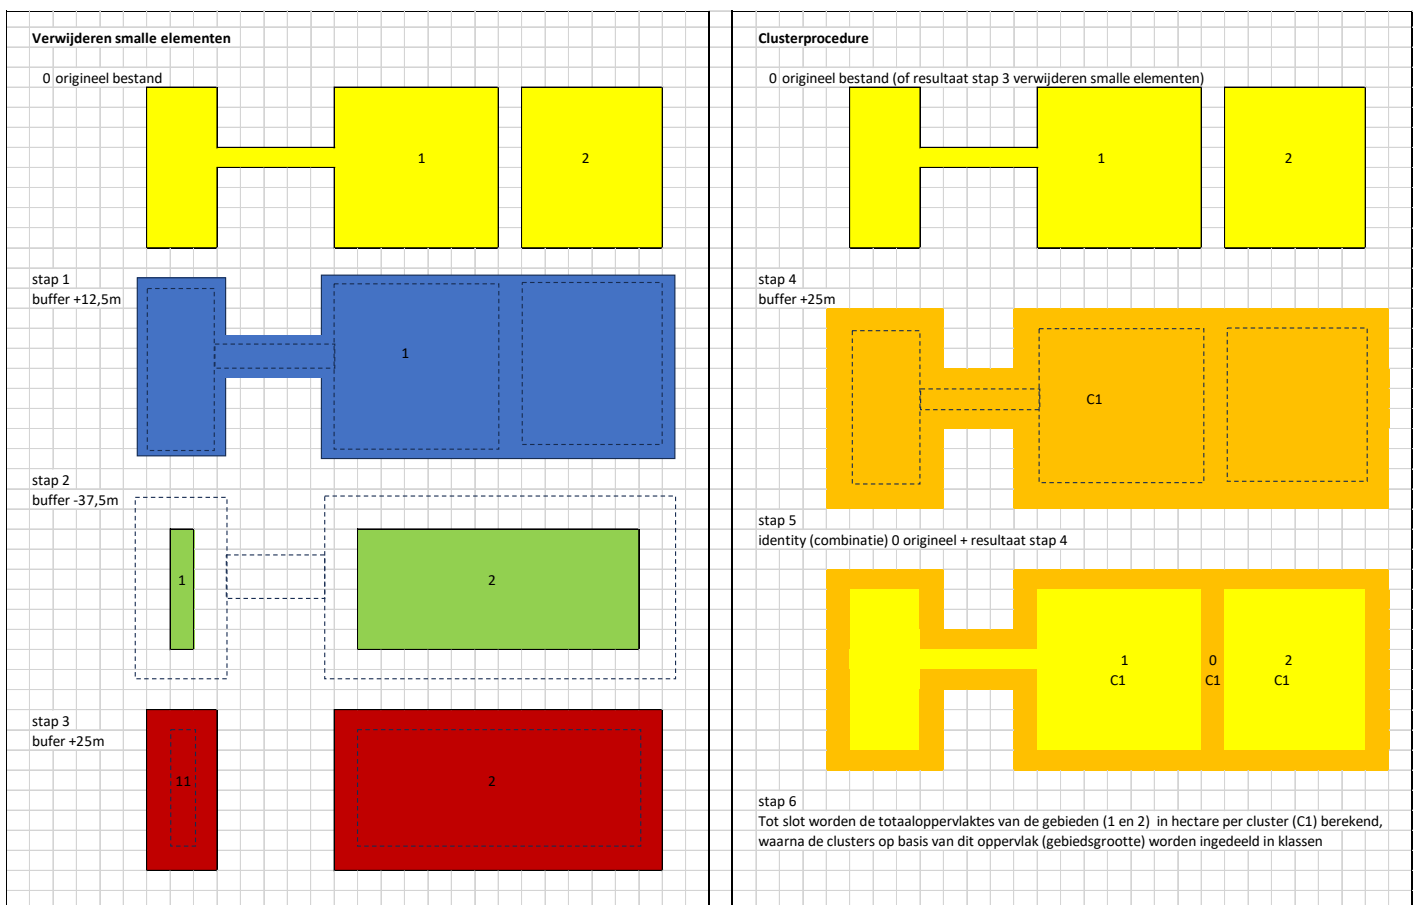 Verwijderen smalle elementen
0 origineel bestand
1
2
stap 1
buffer +12,5m
1
stap 2
buffer -37,5m
1
2
stap 3
bufer +25m
11
2
Clusterprocedure
0 origineel bestand (of resultaat stap 3 verwijderen smalle elementen)
1
2
stap 4
buffer +25m
C1
stap 5
identity (combinatie) 0 origineel + resultaat stap 4
1 0 2
C1 C1 C1
stap 6
Tot slot worden de totaaloppervlaktes van de gebieden (1 en 2) in hectare per cluster (C1) berekend,
waarna de clusters op basis van dit oppervlak (gebiedsgrootte) worden ingedeeld in klassen